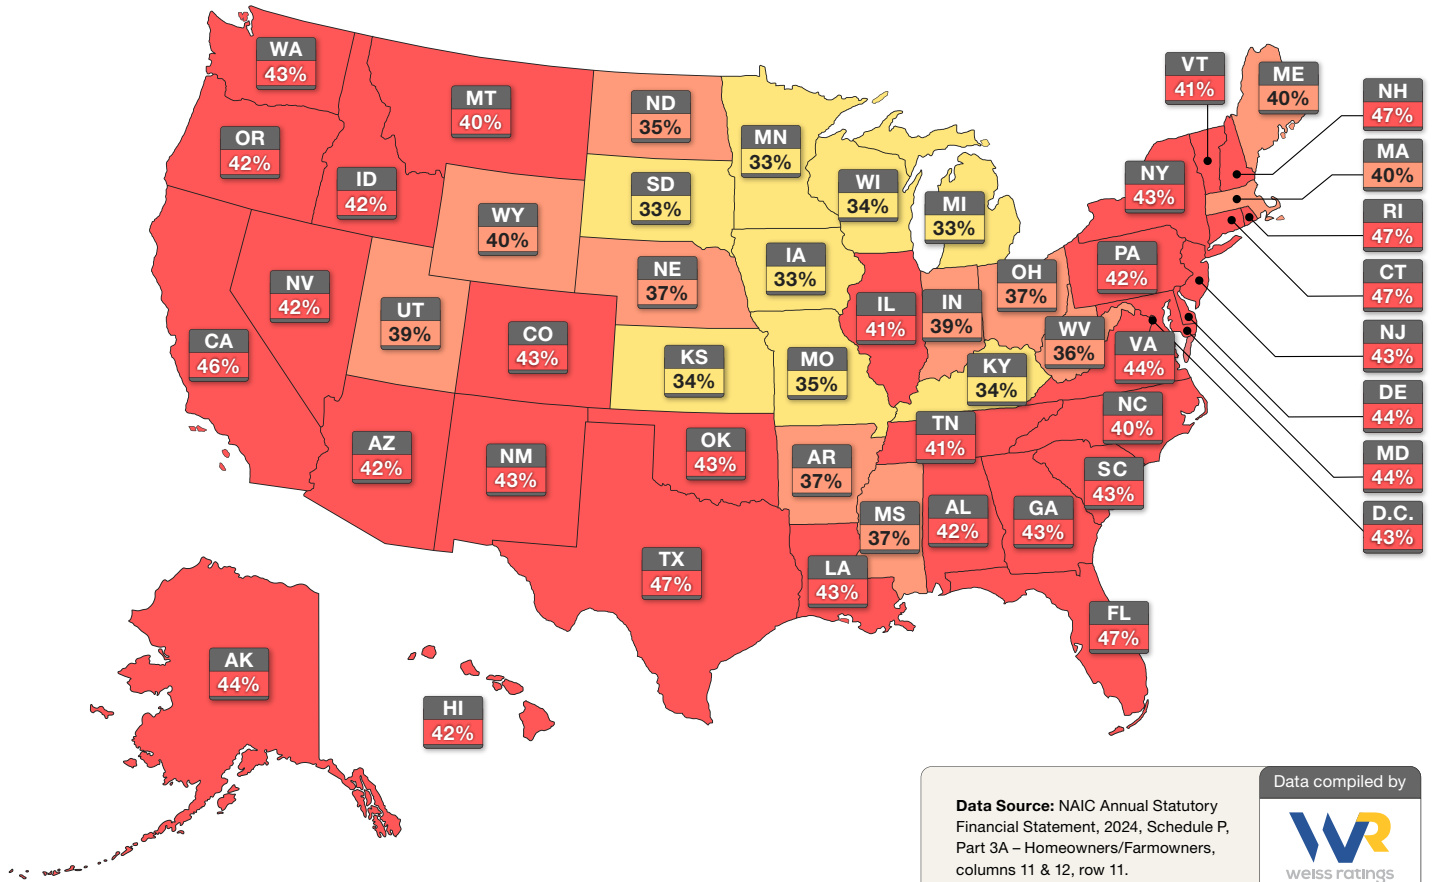 WA
43%
OR
42%
CA
46%
NV
42%
ID
42%
MT
40%
WY
40%
UT
39%
AZ
42%
CO
43%
NM
43%
ND
35%
SD
33%
NE
37%
KS
34%
OK
43%
TX
47%
MN
33%
IA
33%
MO
35%
AR
37%
LA
43%
WI
34%
IL
41%
MS
37%
MI
33%
IN
39%
OH
37%
KY
34%
TN
41%
AL
42%
GA
43%
FL
47%
SC
43%
NC
40%
VA
44%
WV
36%
PA
42%
NY
43%
VT
41%
ME
40%
NH
47%
MA
40%
RI
47%
CT
47%
NJ
43%
DE
44%
MD
44%
D.C.
43%
AK
44%
HI
42%
Data Source: NAIC Annual Statutory
Financial Statement, 2024, Schedule P,
Part 3A – Homeowners/Farmowners,
columns 11 & 12, row 11.
Data compiled by
WR
weiss ratings